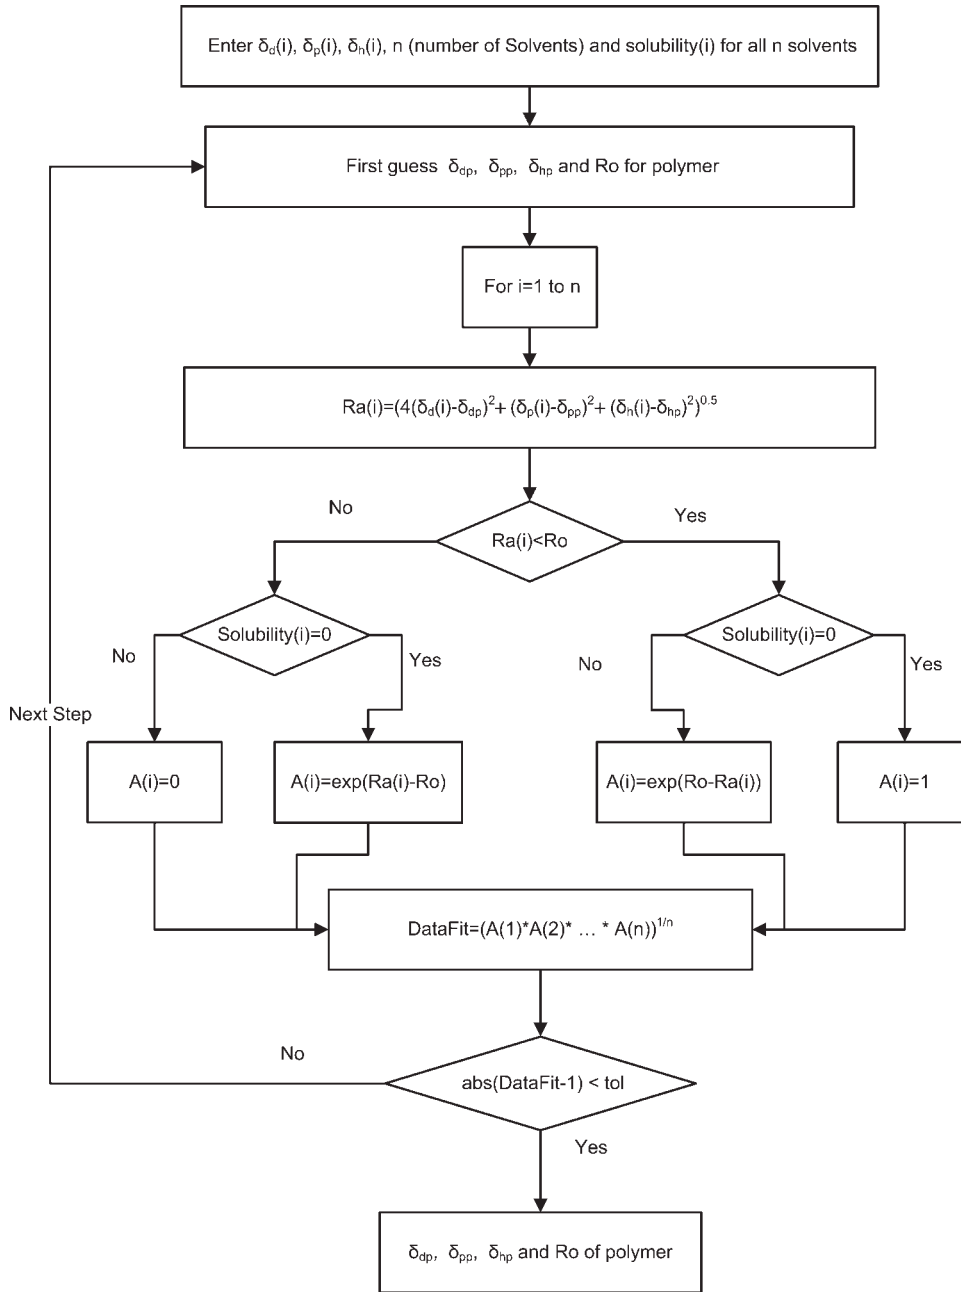 Enter δd(i), δp(i), δh(i), n (number of Solvents) and solubility(i) for all n solvents
First guess δdp, δpp, δhp and Ro for polymer
For i=1 to n
Ra(i)=(4(δd(i)-δdp)²+ (δp(i)-δpp)²+ (δh(i)-δhp)²)^0.5
No
Yes
Ra(i)<Ro
Solubility(i)=0
Solubility(i)=0
No
Yes
No
Yes
Next Step
A(i)=0
A(i)=exp(Ra(i)-Ro)
A(i)=exp(Ro-Ra(i))
A(i)=1
DataFit=(A(1)*A(2)* … * A(n))^1/n
No
abs(DataFit-1) < tol
Yes
δdp, δpp, δhp and Ro of polymer